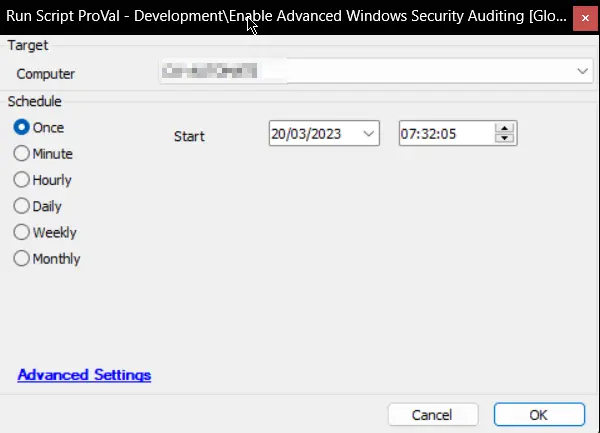 Run Script ProVal - Development\Enable Advanced Windows Security Auditing [Glo...
Target
Computer
Schedule
Once
Start
20/03/2023
07:32:05
Minute
Hourly
Daily
Weekly
Monthly
Advanced Settings
Cancel
OK